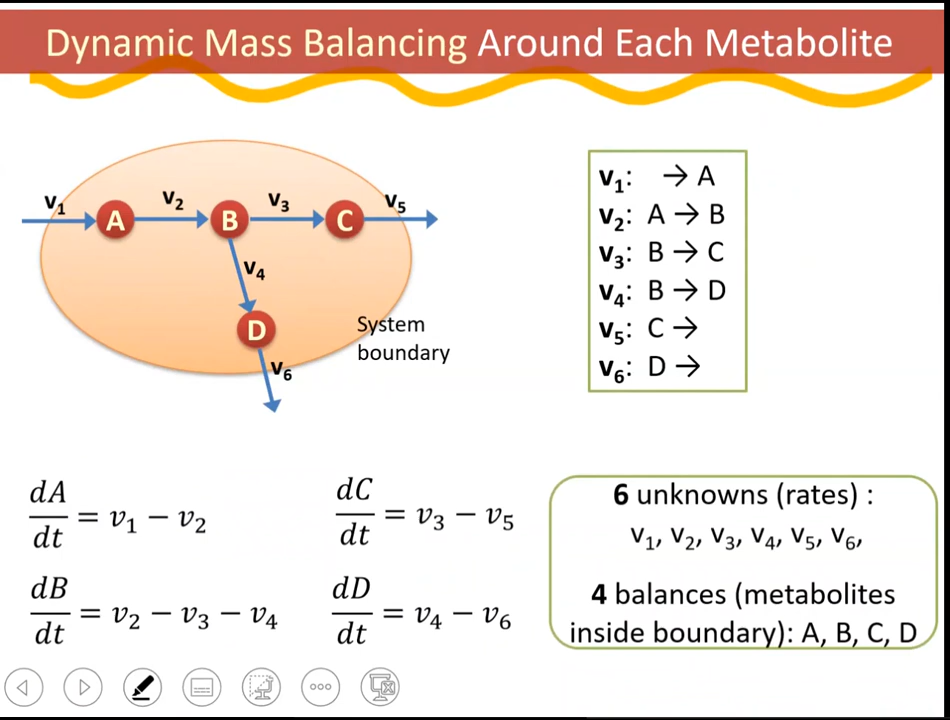 Dynamic Mass Balancing Around Each Metabolite
v₁
A
v₂
B
v₃
C
v₅
v₄
D
v₆
System
boundary
v₁: → A
v₂: A → B
v₃: B → C
v₄: B → D
v₅: C →
v₆: D →
dA/dt = v₁ − v₂
dC/dt = v₃ − v₅
dB/dt = v₂ − v₃ − v₄
dD/dt = v₄ − v₆
6 unknowns (rates) :
v₁, v₂, v₃, v₄, v₅, v₆,
4 balances (metabolites
inside boundary): A, B, C, D